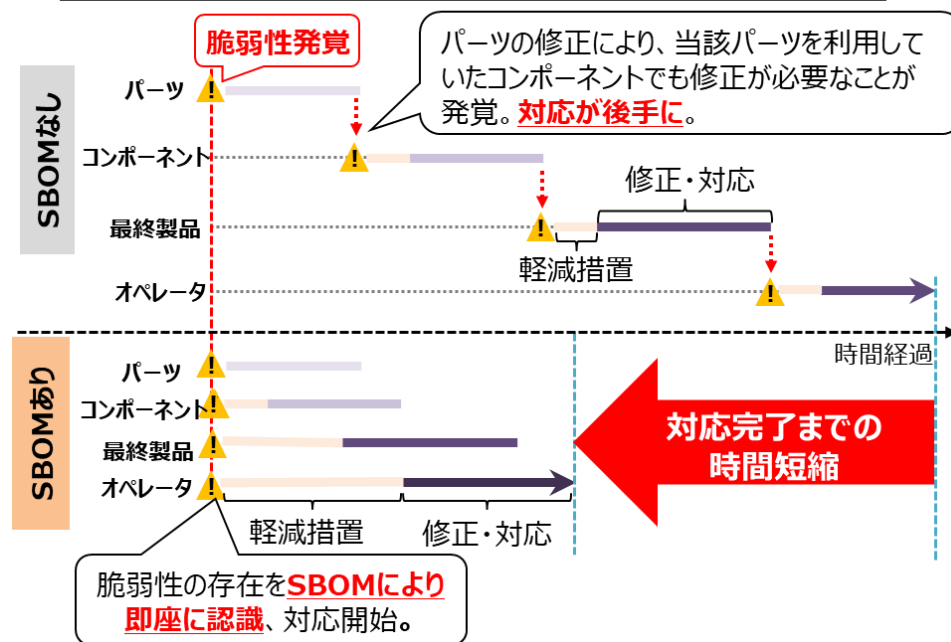 脆弱性発覚
パーツの修正により、当該パーツを利用して
いたコンポーネントでも修正が必要なことが
発覚。対応が後手に。
SBOMなし
パーツ
!
コンポーネント
!
修正・対応
最終製品
!
軽減措置
オペレータ
!
時間経過
SBOMあり
パーツ
!
コンポーネント
!
最終製品
!
オペレータ
!
対応完了までの
時間短縮
軽減措置
修正・対応
脆弱性の存在をSBOMにより
即座に認識、対応開始。